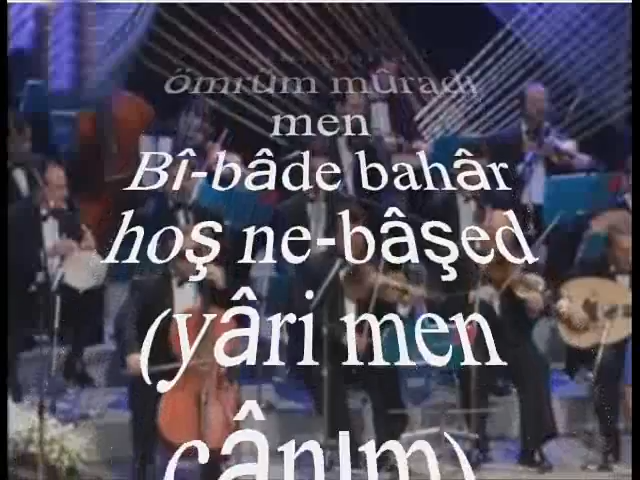 ömrüm mûradı
men
Bî-bâde bahâr
hoş ne-bâşed
(yâri men
cânım)